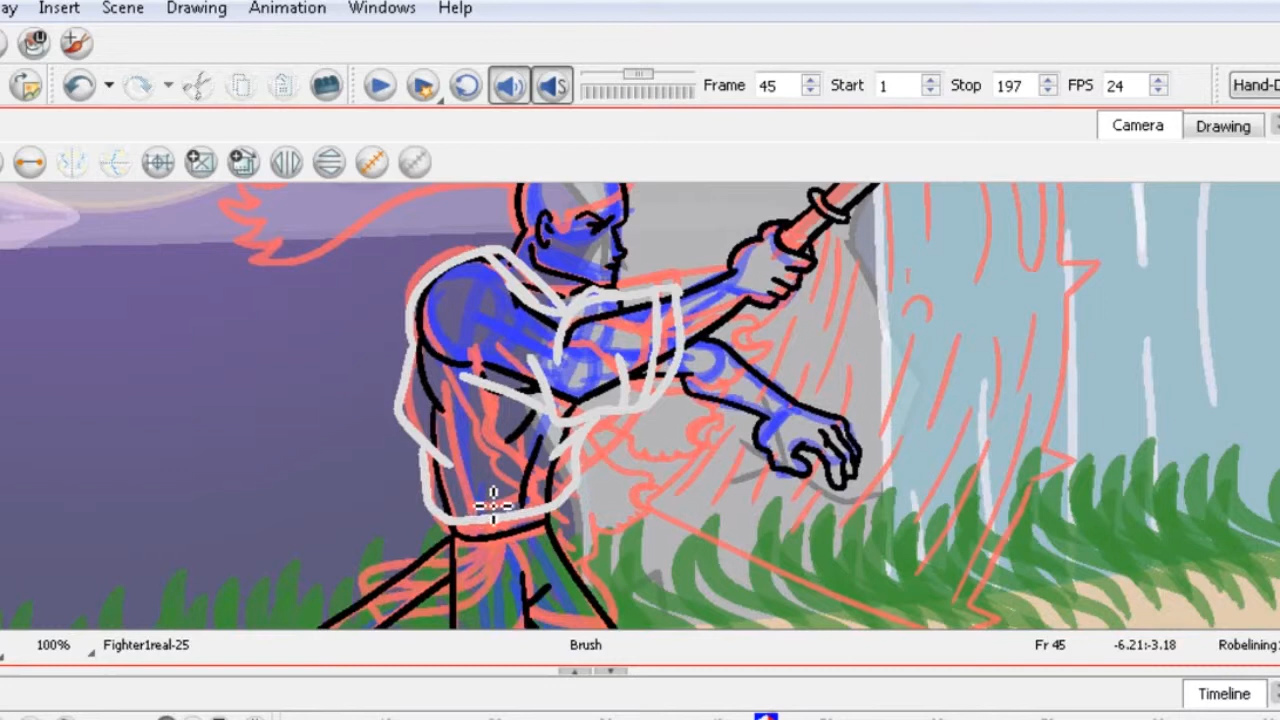 ay Insert Scene Drawing Animation Windows Help
Frame 45 Start 1 Stop 197 FPS 24 Hand-D
Camera Drawing
100% Fighter1real-25 Brush Fr 45 -6.21:-3.18 Robelining1
Timeline